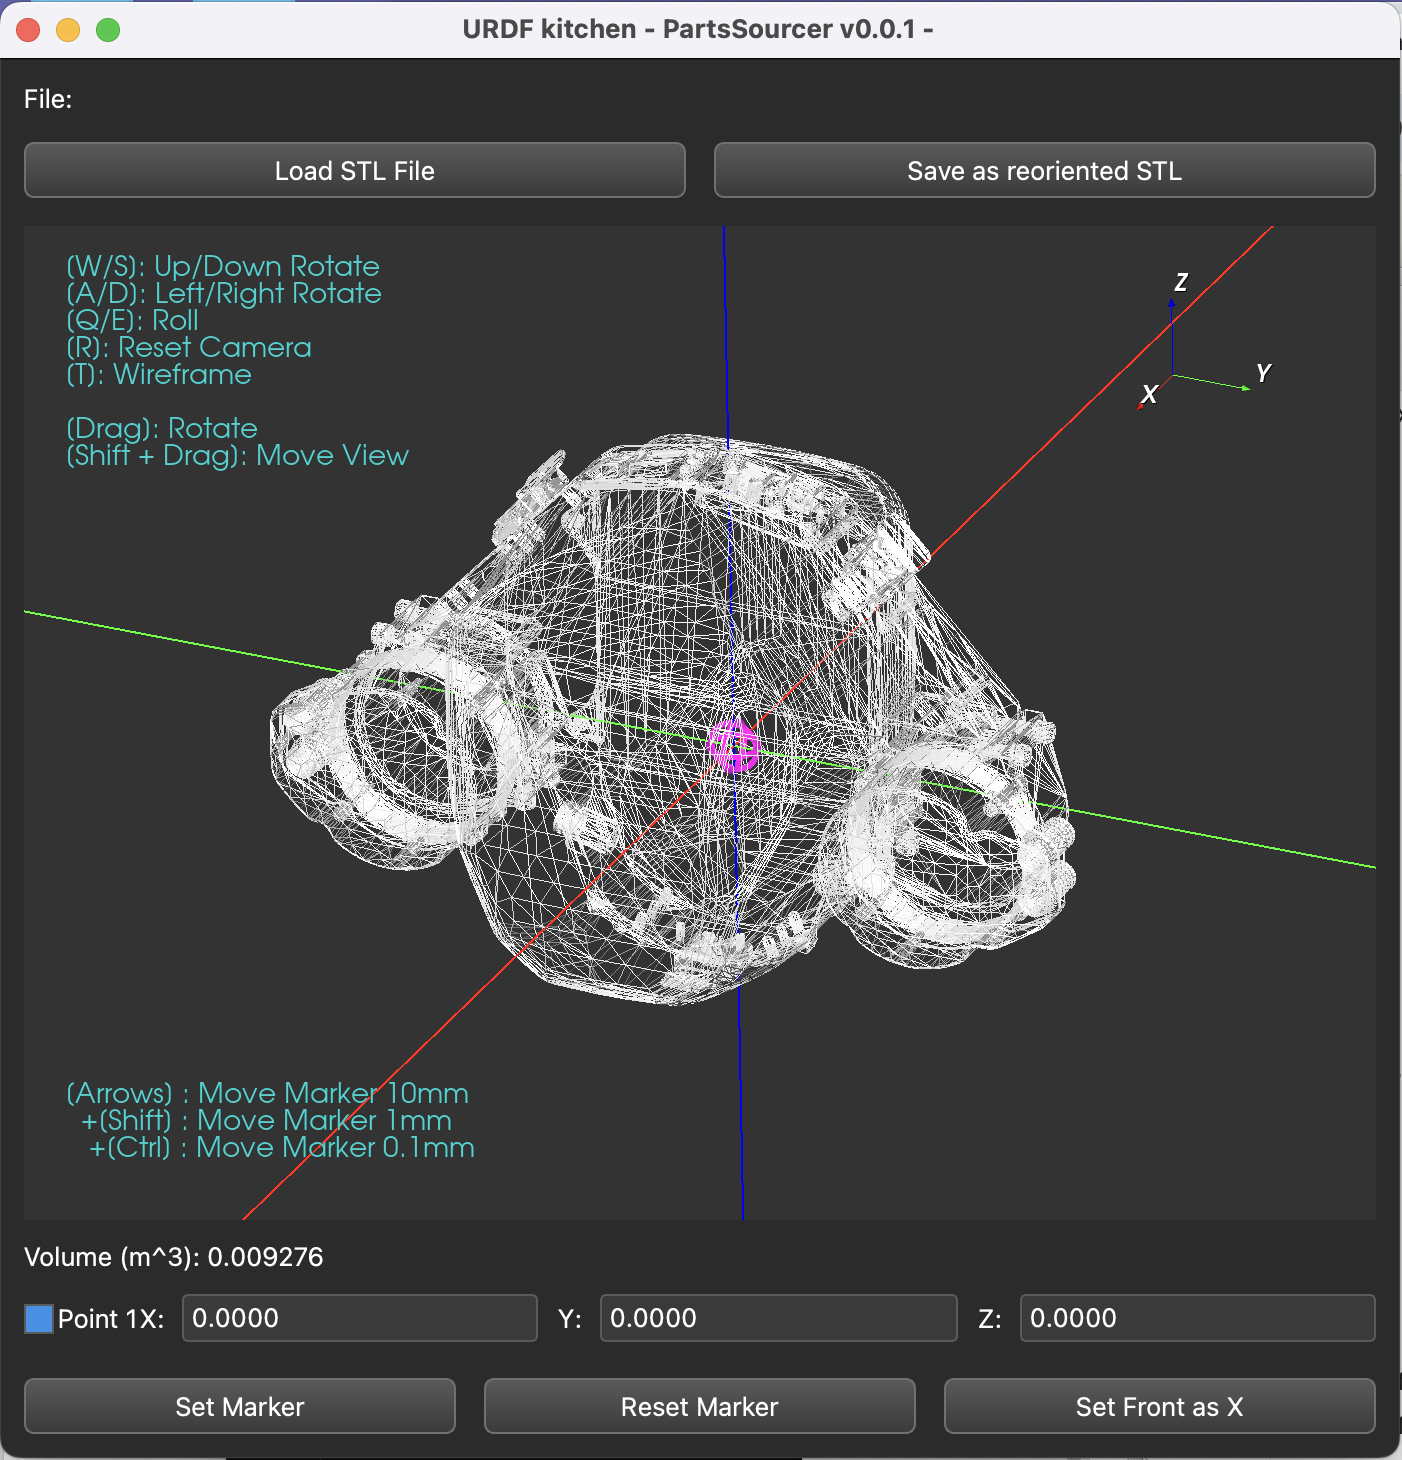 URDF kitchen - PartsSourcer v0.0.1 -
File:
Load STL File
Save as reoriented STL
[W/S]: Up/Down Rotate
[A/D]: Left/Right Rotate
[Q/E]: Roll
[R]: Reset Camera
[T]: Wireframe
[Drag]: Rotate
[Shift + Drag]: Move View
Z
Y
X
[Arrows] : Move Marker 10mm
+[Shift] : Move Marker 1mm
+[Ctrl] : Move Marker 0.1mm
Volume (m^3): 0.009276
Point 1X: 0.0000 Y: 0.0000 Z: 0.0000
Set Marker
Reset Marker
Set Front as X